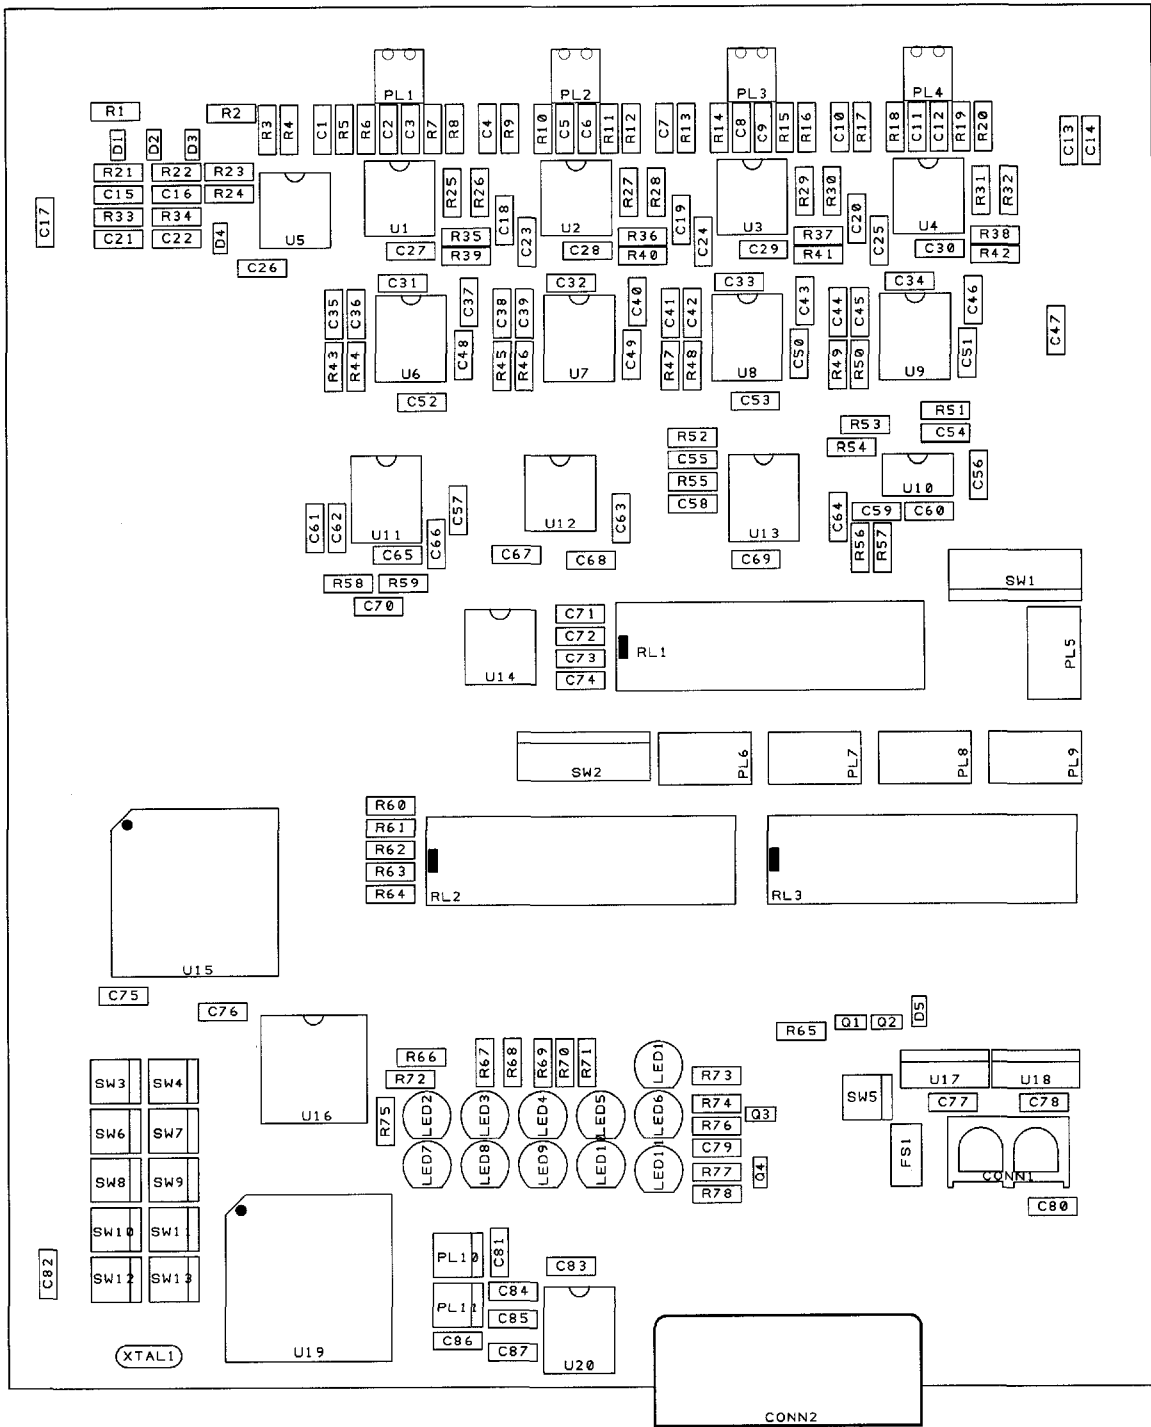 PL1 PL2 PL3 PL4
R1 R2 R3 R4 C1 R5 R6 C2 C3 R7 R8 C4 R9 R10 C5 C6 R11 R12 C7 R13 R14 C8 C9 R15 R16 C10 R17 R18 C11 C12 R19 R20
D1 D2 D3 C13 C14
R21 R22 R23 R25 R26 R27 R28 R29 R30 R31 R32
C15 C16 R24
C17 R33 R34 C18 C19 C20
C21 C22 D4 U5 U1 R35 C23 U2 R36 C24 U3 R37 C25 U4 R38
C27 R39 C28 R40 C29 R41 C30 R42
C26
C31 C32 C33 C34
C35 C36 C37 C38 C39 C40 C41 C42 C43 C44 C45 C46 C47
R43 R44 U6 C48 R45 R46 U7 C49 R47 R48 U8 C50 R49 R50 U9 C51
C52 C53
R51
R53
R52 R54 C54
C55
R55 U10 C56
C58
C61 C62 U11 C57 U12 C63 U13 C64 C59 C60
C65 C66 C67 C68 C69 R56 R57
R58 R59 SW1
C70
C71
C72
C73 RL1 PL5
U14 C74
SW2 PL6 PL7 PL8 PL9
R60
R61
R62
R63
R64 RL2 RL3
U15
C75
C76
R65 Q1 Q2 D5
R66 R67 R68 R69 R70 R71 LED1
R72 R73
SW3 SW4 SW5 U17 U18
U16 R75 LED2 LED3 LED4 LED5 LED6 R74 C77 C78
Q3
SW6 SW7 R76
C79
LED7 LED8 LED9 LED10 LED11 R77 Q4 FS1 CONN1
SW8 SW9 R78
C80
SW10 SW11
PL10 C81
C82 SW12 SW13 C83
C84
PL11
C85
C86
XTAL1 U19 C87 U20
CONN2